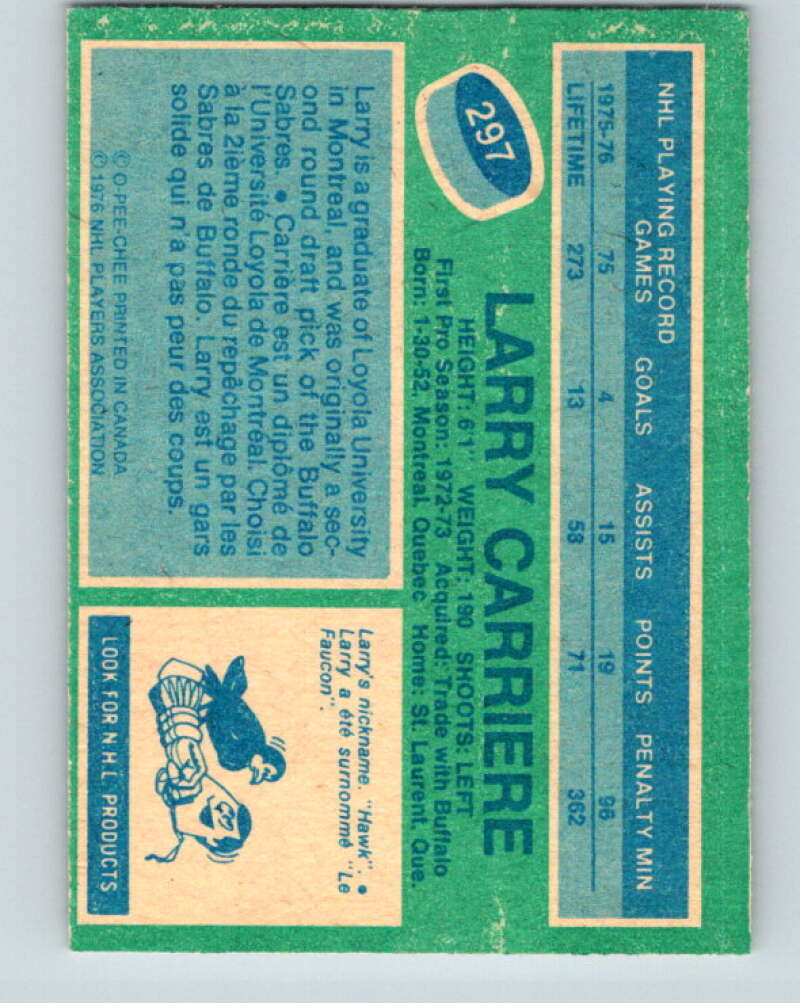 NHL PLAYING RECORD
GAMES GOALS ASSISTS POINTS PENALTY MIN
1975-76 75 4 15 19 96
LIFETIME 273 13 58 71 362
297
LARRY CARRIERE
HEIGHT: 6'1" WEIGHT: 190 SHOOTS: LEFT
First Pro Season: 1972-73 Acquired: Trade with Buffalo
Born: 1-30-52, Montreal, Quebec Home: St. Laurent, Que.
Larry is a graduate of Loyola University
in Montreal, and was originally a sec-
ond round draft pick of the Buffalo
Sabres. • Carrière est un diplômé de
l'Université Loyola de Montréal. Choisi
à la 2ième ronde du repêchage par les
Sabres de Buffalo, Larry est un gars
solide qui n'a pas peur des coups.
© O-PEE-CHEE PRINTED IN CANADA
© 1976 NHL PLAYERS ASSOCIATION
Larry's nickname. "Hawk". •
Larry a été surnommé "Le
Faucon".
LOOK FOR N.H.L. PRODUCTS